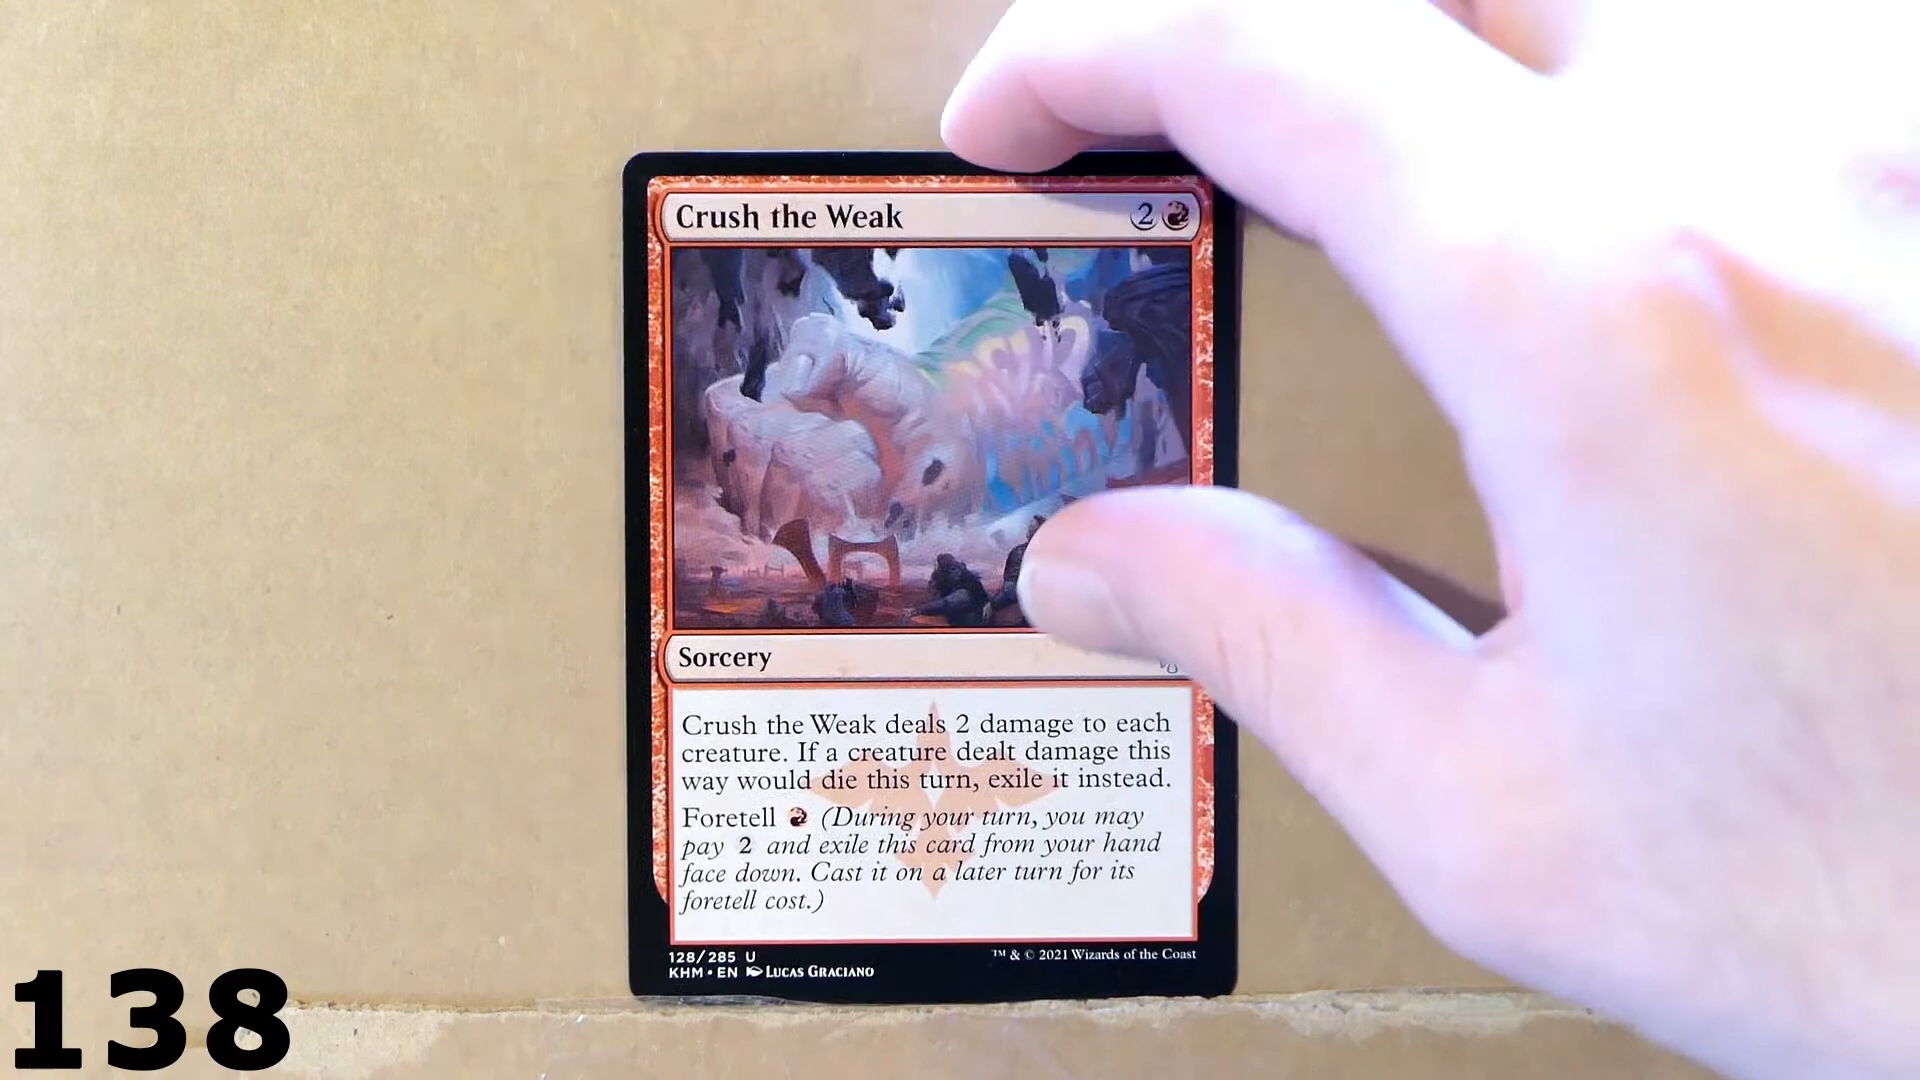 Crush the Weak 2
Sorcery
Crush the Weak deals 2 damage to each
creature. If a creature dealt damage this
way would die this turn, exile it instead.
Foretell (During your turn, you may
pay 2 and exile this card from your hand
face down. Cast it on a later turn for its
foretell cost.)
128/285 U
KHM • EN LUCAS GRACIANO
™ & © 2021 Wizards of the Coast
138